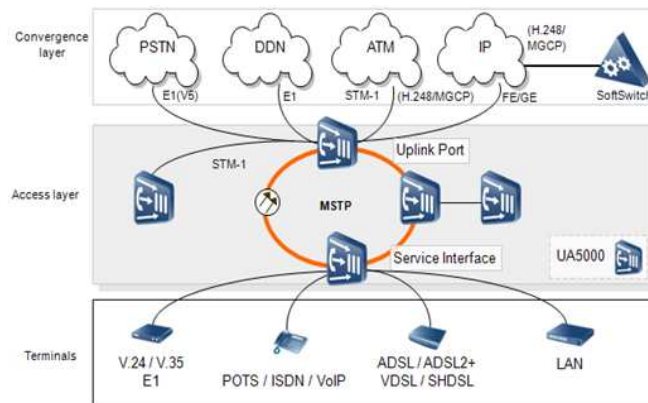 Convergence
layer
PSTN
DDN
ATM
IP
(H.248/
MGCP)
SoftSwitch
E1(V5)
E1
STM-1
(H.248/MGCP)
FE/GE
Uplink Port
STM-1
Access layer
MSTP
Service Interface
UA5000
Terminals
V.24 / V.35
E1
POTS / ISDN / VoIP
ADSL / ADSL2+
VDSL / SHDSL
LAN